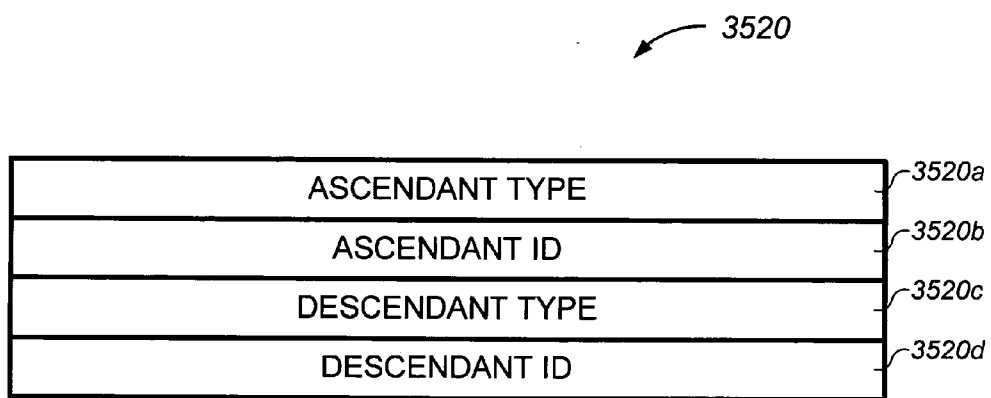 3520
ASCENDANT TYPE 3520a
ASCENDANT ID 3520b
DESCENDANT TYPE 3520c
DESCENDANT ID 3520d